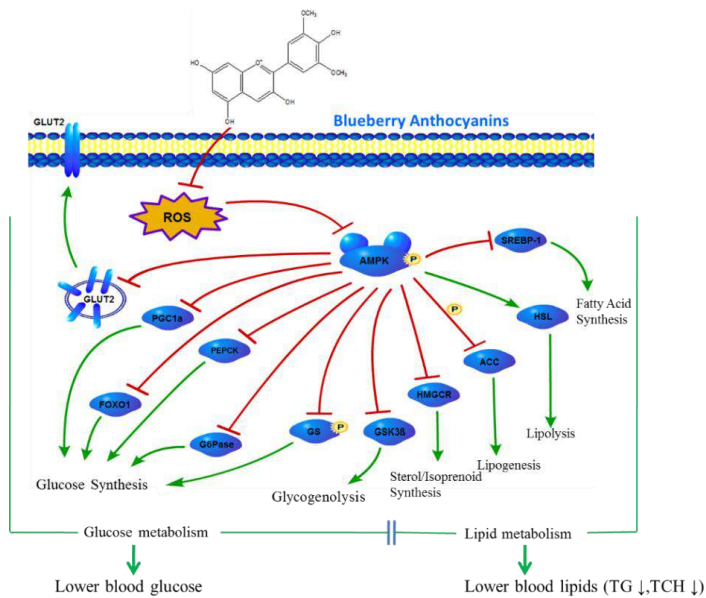 OCH₃
OH
HO
O⁺
OCH₃
OH
OH
GLUT2
Blueberry Anthocyanins
ROS
AMPK
P
SREBP-1
GLUT2
Fatty Acid
Synthesis
PGC1a
HSL
P
PEPCK
ACC
FOXO1
HMGCR
G6Pase
GS
P
GSK3ß
Lipolysis
Lipogenesis
Sterol/Isoprenoid
Synthesis
Glucose Synthesis
Glycogenolysis
Glucose metabolism
Lipid metabolism
Lower blood glucose
Lower blood lipids (TG ↓,TCH ↓)